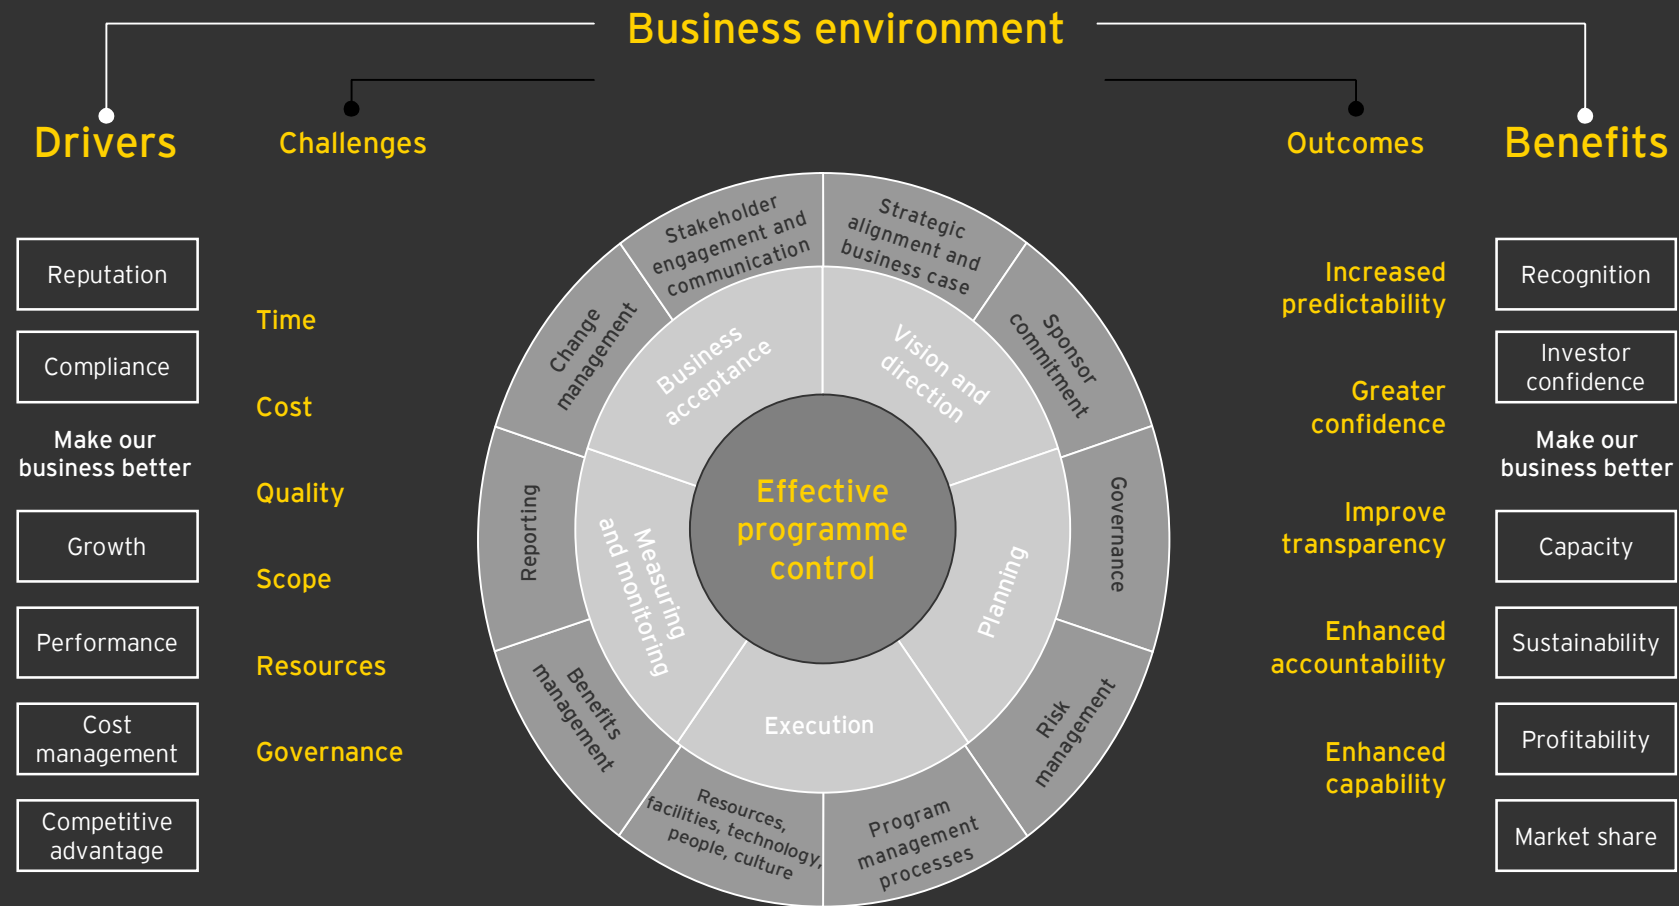 Business environment
Drivers
Challenges
Outcomes
Benefits
Reputation
Compliance
Make our
business better
Growth
Performance
Cost
management
Competitive
advantage
Time
Cost
Quality
Scope
Resources
Governance
Stakeholder
engagement and
communication
Strategic
alignment and
business case
Sponsor
commitment
Governance
Risk
management
Program
management
processes
Resources,
facilities, technology,
people, culture
Benefits
management
Reporting
Change
management
Business
acceptance
Vision and
direction
Planning
Execution
Measuring
and monitoring
Effective
programme
control
Increased
predictability
Greater
confidence
Improve
transparency
Enhanced
accountability
Enhanced
capability
Recognition
Investor
confidence
Make our
business better
Capacity
Sustainability
Profitability
Market share